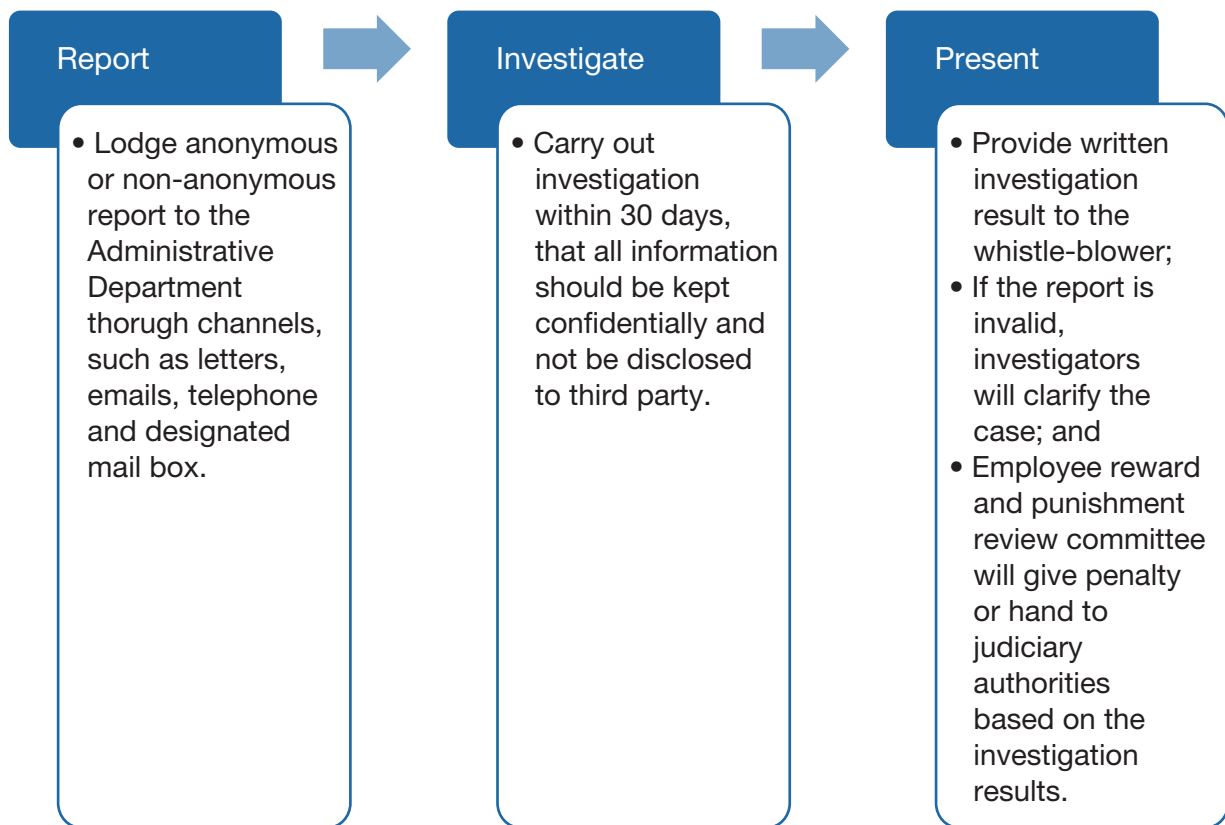 Report
• Lodge anonymous
or non-anonymous
report to the
Administrative
Department
thorugh channels,
such as letters,
emails, telephone
and designated
mail box.
Investigate
• Carry out
investigation
within 30 days,
that all information
should be kept
confidentially and
not be disclosed
to third party.
Present
• Provide written
investigation
result to the
whistle-blower;
• If the report is
invalid,
investigators
will clarify the
case; and
• Employee reward
and punishment
review committee
will give penalty
or hand to
judiciary
authorities
based on the
investigation
results.